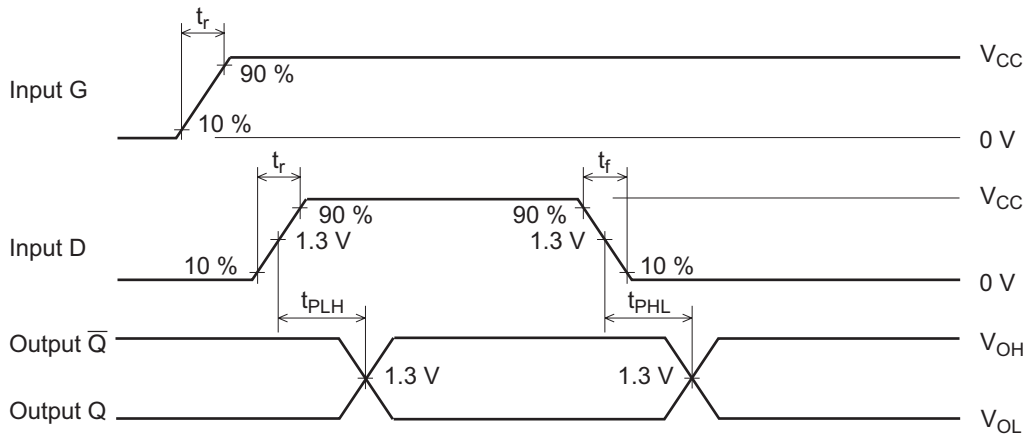 tr
Input G
90 %
10 %
VCC
0 V
tr
tf
Input D
90 %
1.3 V
10 %
90 %
1.3 V
10 %
VCC
0 V
tPLH
tPHL
Output Q̅
1.3 V
1.3 V
VOH
Output Q
VOL